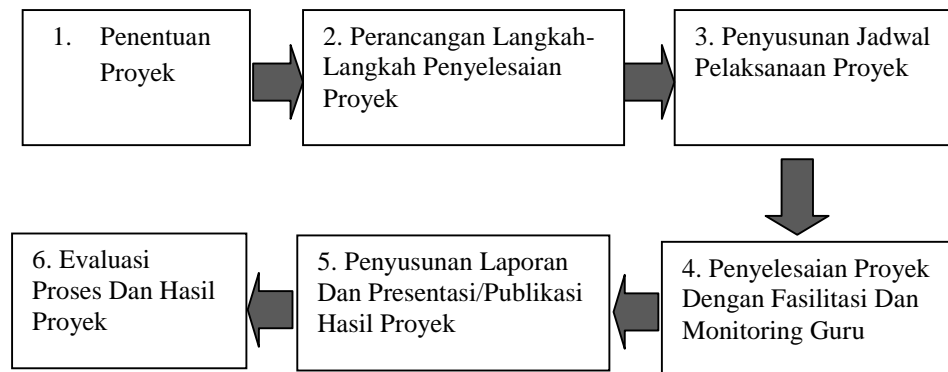 1. Penentuan
Proyek
2. Perancangan Langkah-
Langkah Penyelesaian
Proyek
3. Penyusunan Jadwal
Pelaksanaan Proyek
4. Penyelesaian Proyek
Dengan Fasilitasi Dan
Monitoring Guru
5. Penyusunan Laporan
Dan Presentasi/Publikasi
Hasil Proyek
6. Evaluasi
Proses Dan Hasil
Proyek